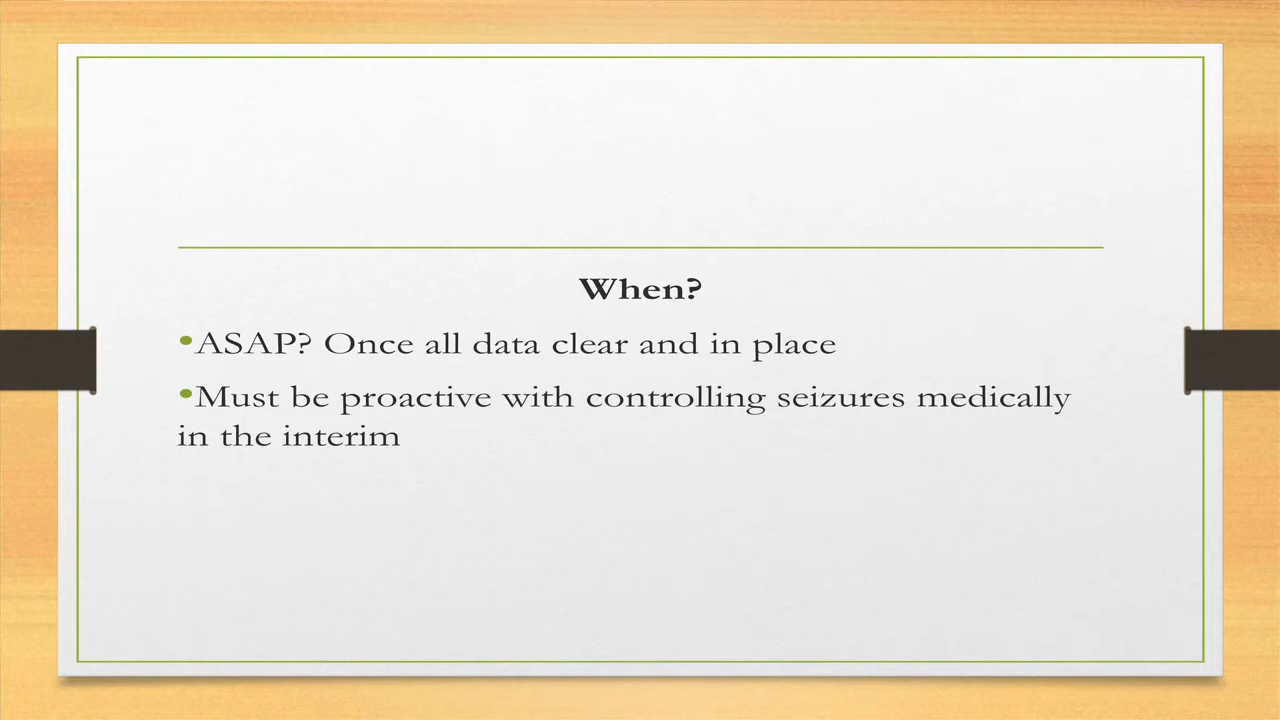 When?
•ASAP? Once all data clear and in place
•Must be proactive with controlling seizures medically
in the interim